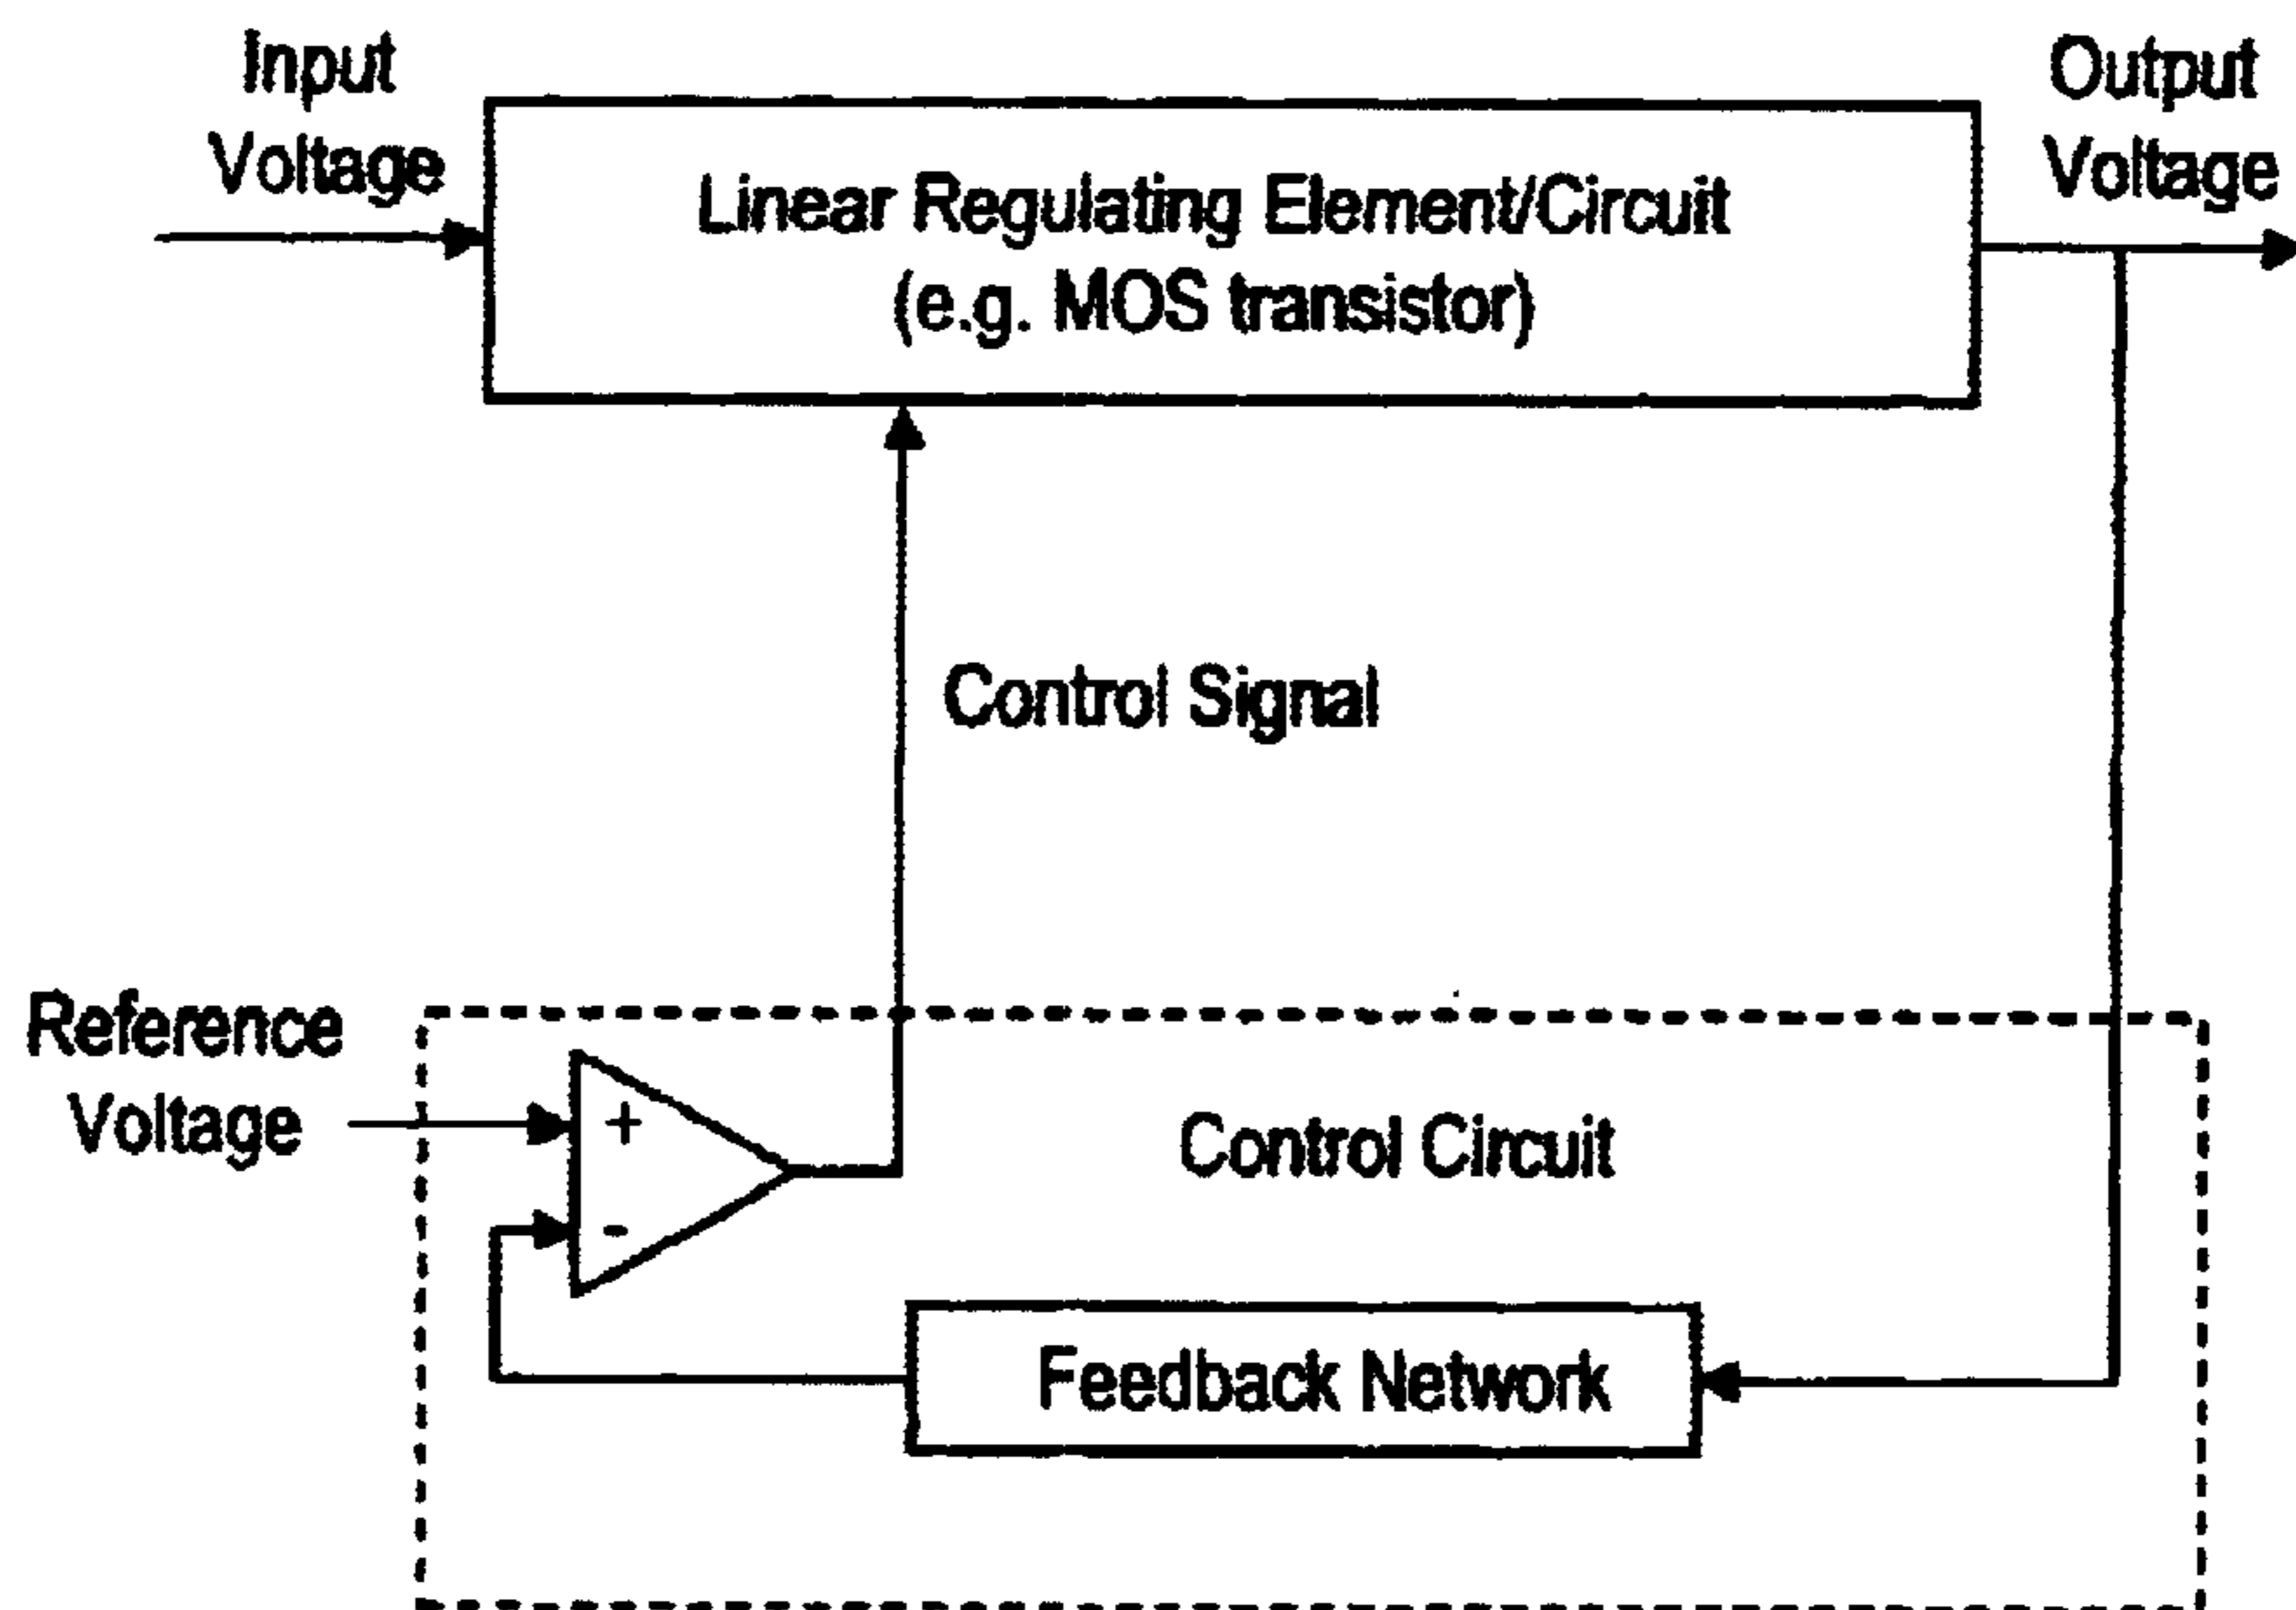 Input
Voltage
Output
Voltage
Linear Regulating Element/Circuit
(e.g. MOS transistor)
Control Signal
Reference
Voltage
+
-
Control Circuit
Feedback Network